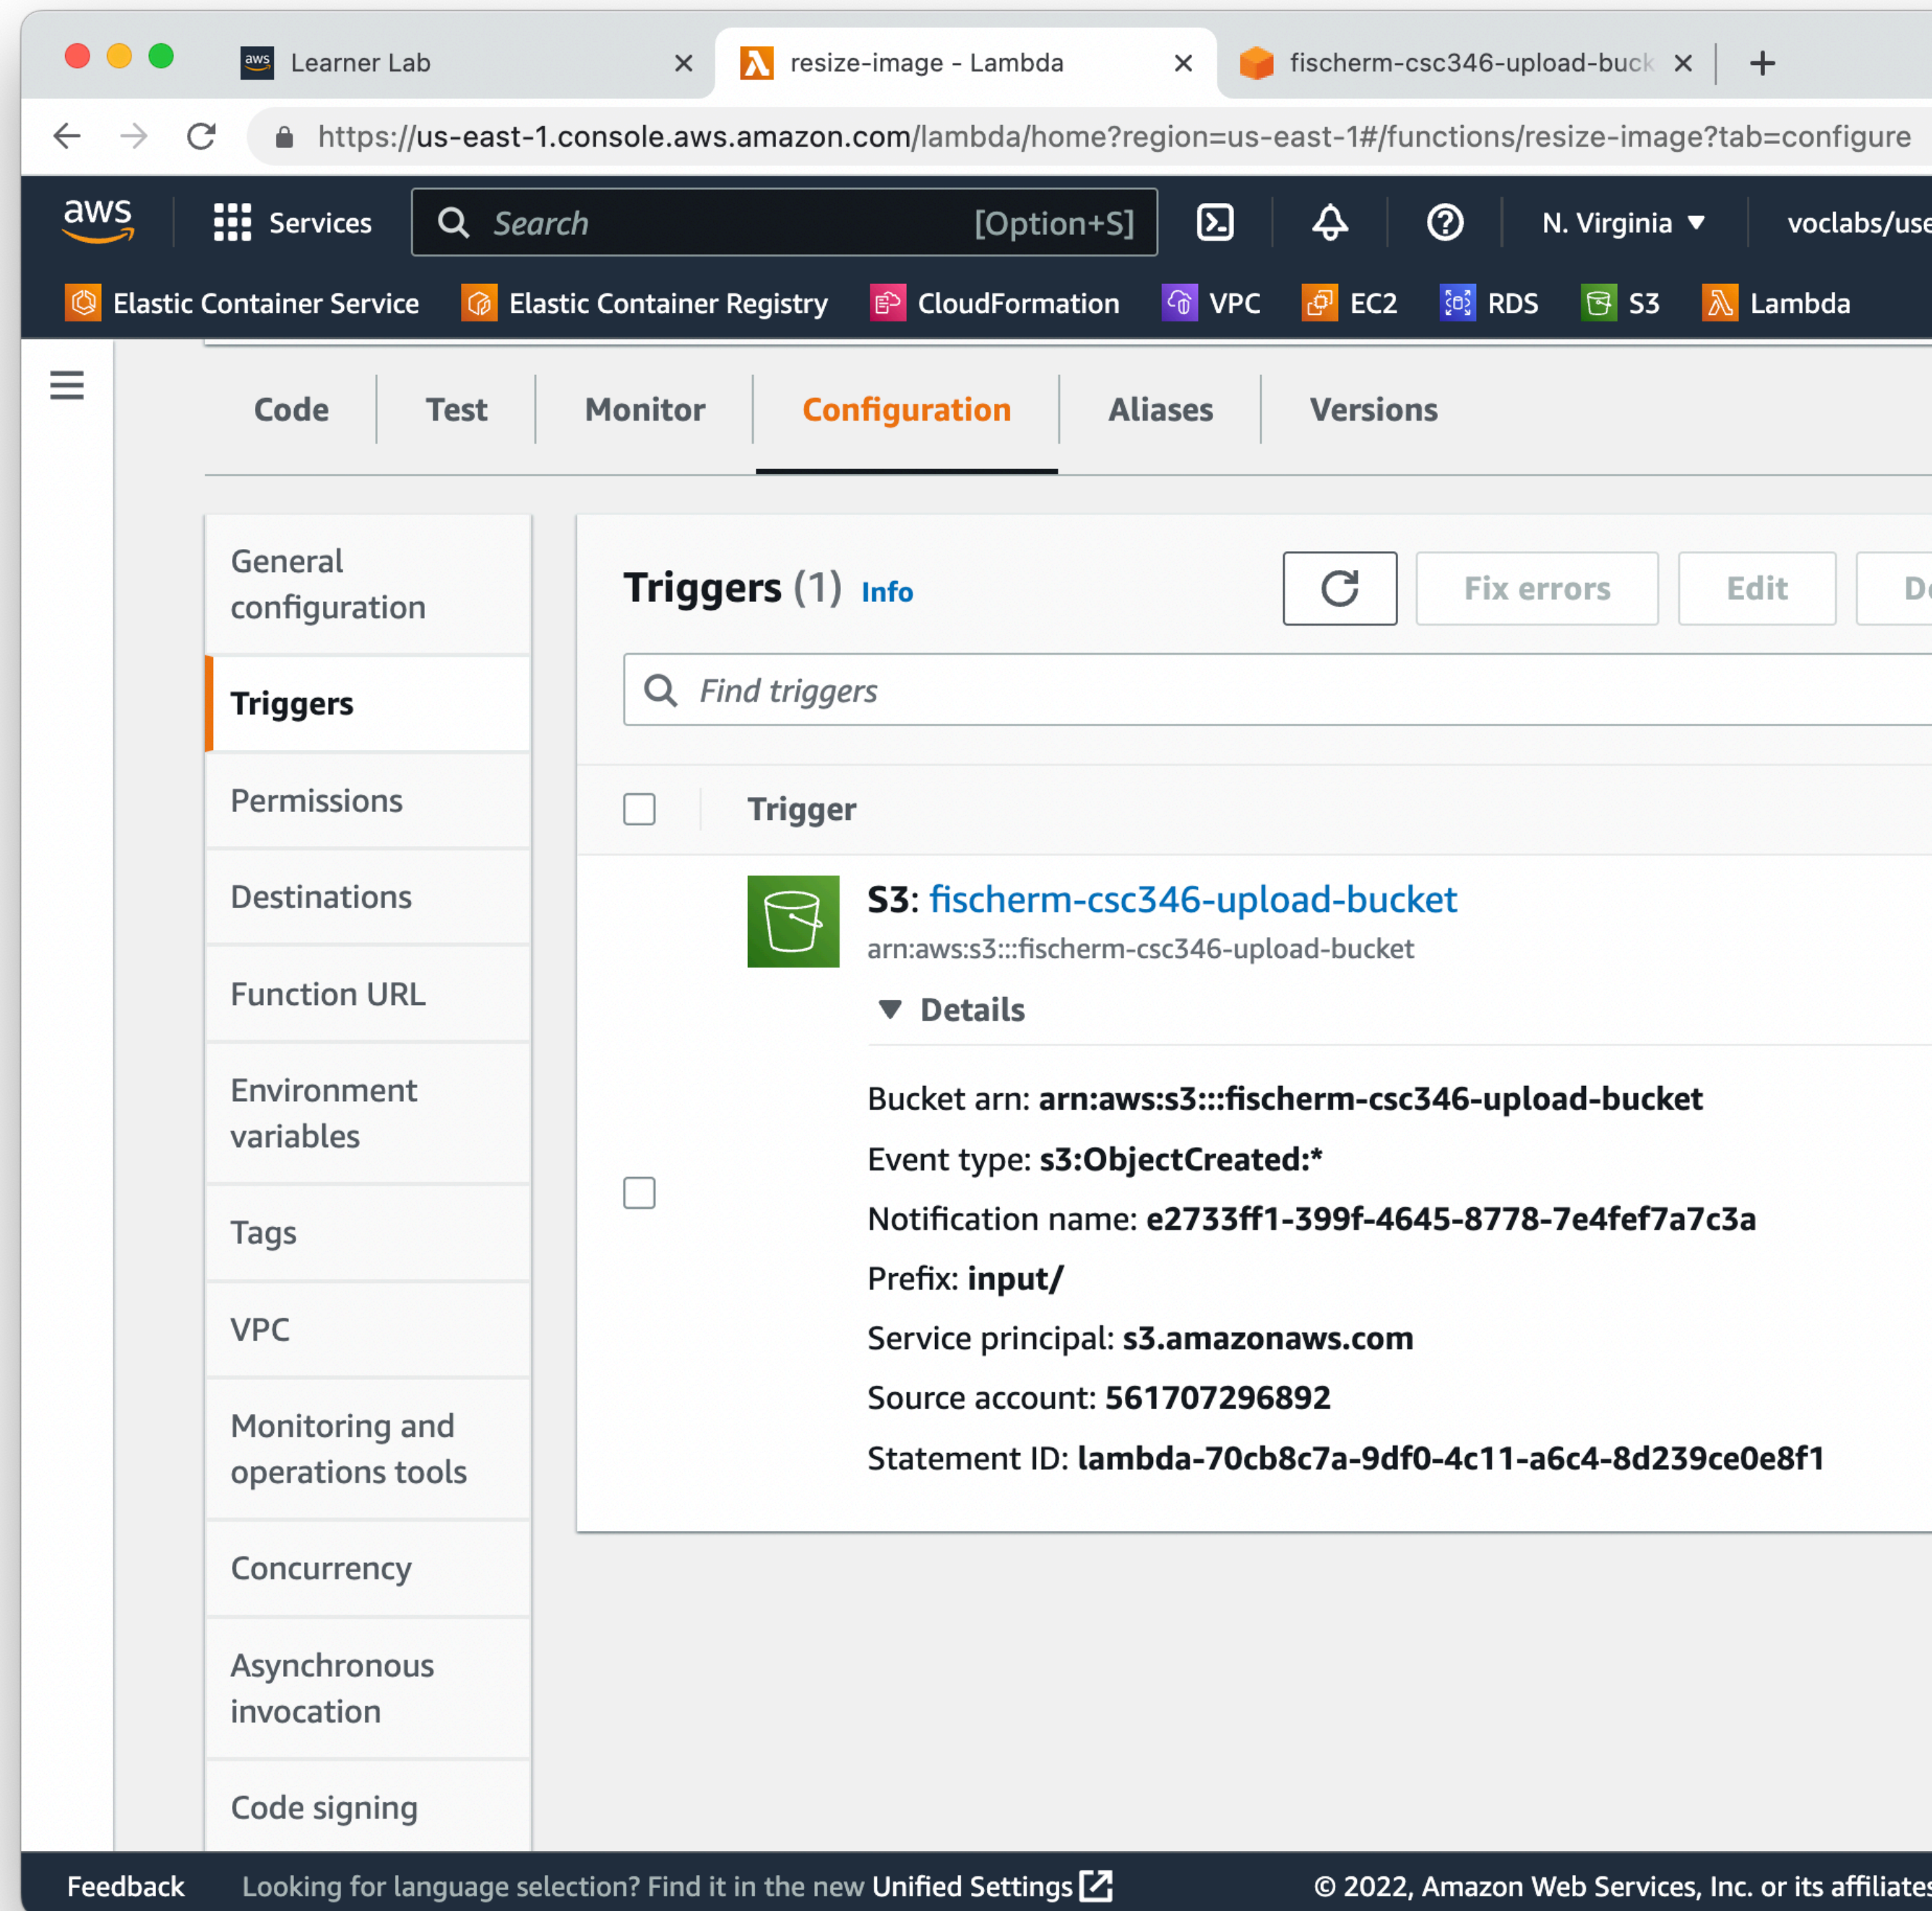 aws Learner Lab
resize-image - Lambda
fischerm-csc346-upload-buck
https://us-east-1.console.aws.amazon.com/lambda/home?region=us-east-1#/functions/resize-image?tab=configure
aws Services Search [Option+S] N. Virginia ▼ voclabs/use
Elastic Container Service Elastic Container Registry CloudFormation VPC EC2 RDS S3 Lambda
Code Test Monitor Configuration Aliases Versions
General
configuration
Triggers
Permissions
Destinations
Function URL
Environment
variables
Tags
VPC
Monitoring and
operations tools
Concurrency
Asynchronous
invocation
Code signing
Triggers (1) Info Fix errors Edit
Find triggers
Trigger
S3: fischerm-csc346-upload-bucket
arn:aws:s3:::fischerm-csc346-upload-bucket
▼ Details
Bucket arn: arn:aws:s3:::fischerm-csc346-upload-bucket
Event type: s3:ObjectCreated:*
Notification name: e2733ff1-399f-4645-8778-7e4fef7a7c3a
Prefix: input/
Service principal: s3.amazonaws.com
Source account: 561707296892
Statement ID: lambda-70cb8c7a-9df0-4c11-a6c4-8d239ce0e8f1
Feedback Looking for language selection? Find it in the new Unified Settings © 2022, Amazon Web Services, Inc. or its affiliates